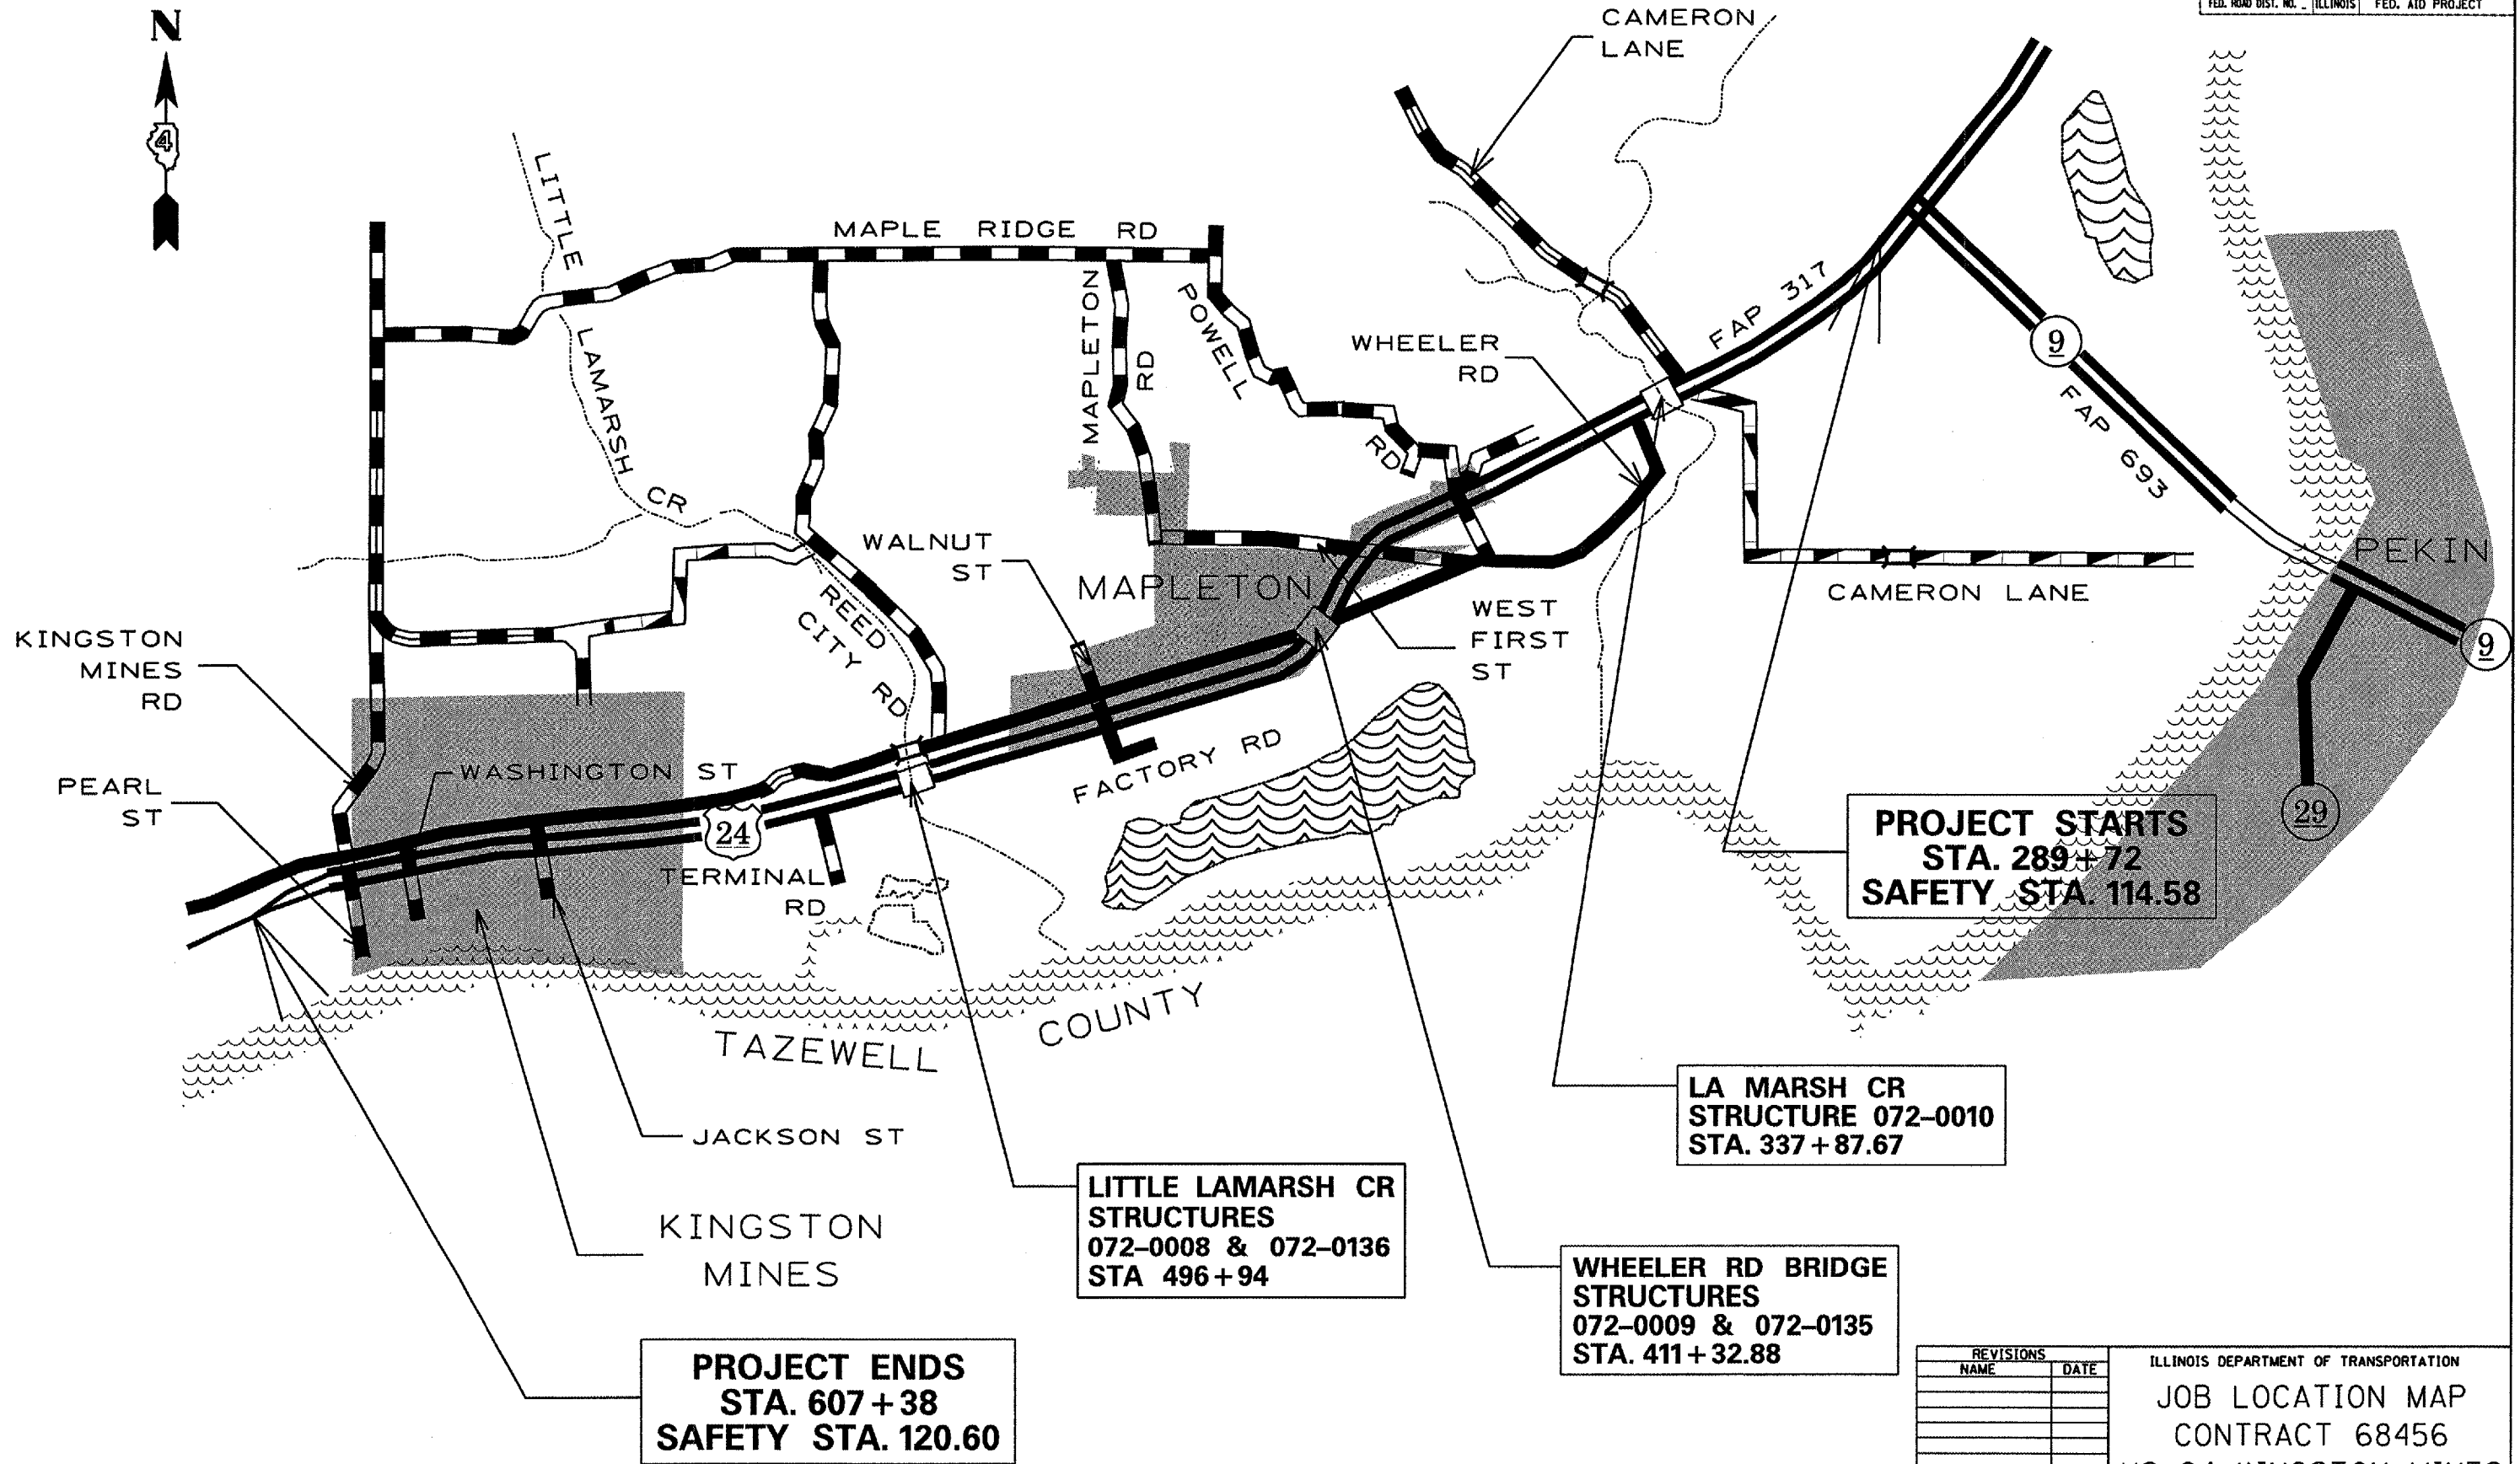 FED. ROAD DIST. NO. _ ILLINOIS FED. AID PROJECT
N
4
CAMERON
LANE
LITTLE
LAMARSH
CR
MAPLE RIDGE RD
MAPLETON
RD
POWELL
RD
WHEELER
RD
FAP 317
9
FAP 693
PEKIN
9
29
WALNUT
ST
MAPLETON
WEST
FIRST
ST
CAMERON LANE
REED
CITY RD
KINGSTON
MINES
RD
PEARL
ST
WASHINGTON ST
24
FACTORY RD
TERMINAL
RD
PROJECT STARTS
STA. 289+72
SAFETY STA. 114.58
TAZEWELL COUNTY
JACKSON ST
KINGSTON
MINES
LA MARSH CR
STRUCTURE 072-0010
STA. 337+87.67
LITTLE LAMARSH CR
STRUCTURES
072-0008 & 072-0136
STA 496+94
WHEELER RD BRIDGE
STRUCTURES
072-0009 & 072-0135
STA. 411+32.88
PROJECT ENDS
STA. 607+38
SAFETY STA. 120.60
REVISIONS
NAME DATE
ILLINOIS DEPARTMENT OF TRANSPORTATION
JOB LOCATION MAP
CONTRACT 68456